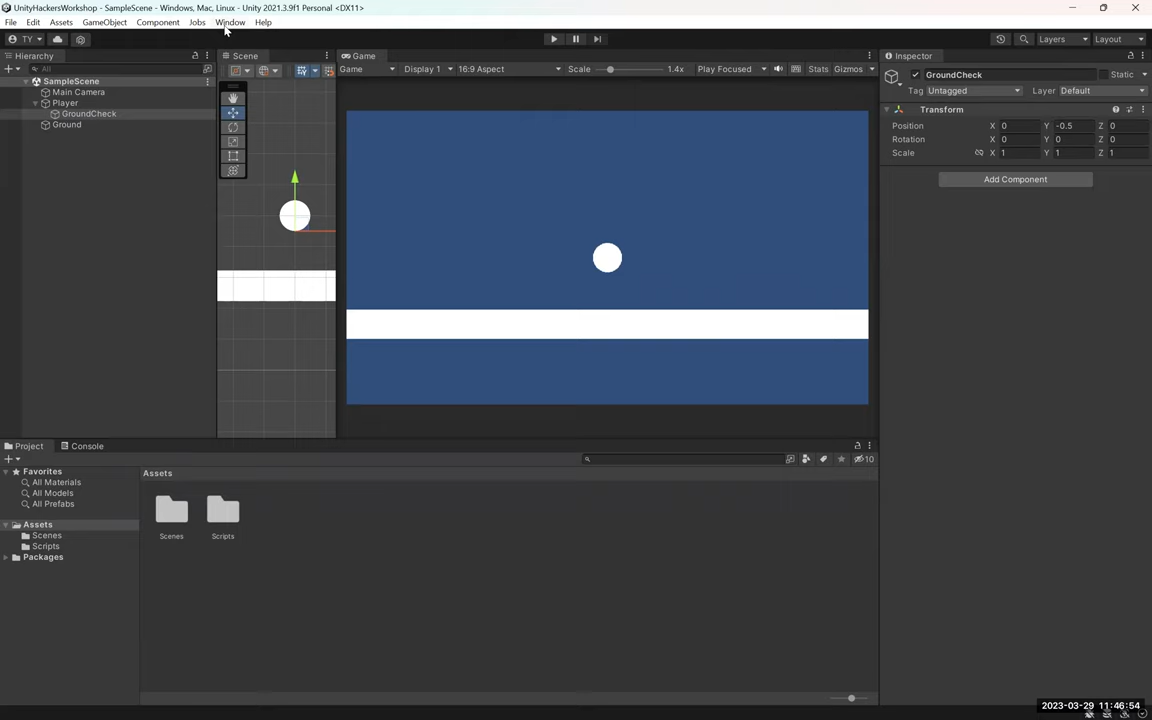 UnityHackersWorkshop - SampleScene - Windows, Mac, Linux - Unity 2021.3.9f1 Personal <DX11>
File Edit Assets GameObject Component Jobs Window Help
TY Layers Layout
Hierarchy Scene Game Inspector
All Game Display 1 16:9 Aspect Scale 1.4x Play Focused Stats Gizmos GroundCheck Static
SampleScene
Main Camera
Player
GroundCheck
Ground
Tag Untagged Layer Default
Transform
Position X 0 Y -0.5 Z 0
Rotation X 0 Y 0 Z 0
Scale X 1 Y 1 Z 1
Add Component
Project Console
10
Favorites
All Materials
All Models
All Prefabs
Assets
Scenes
Scripts
Packages
Assets
Scenes Scripts
2023-03-29 11:46:54